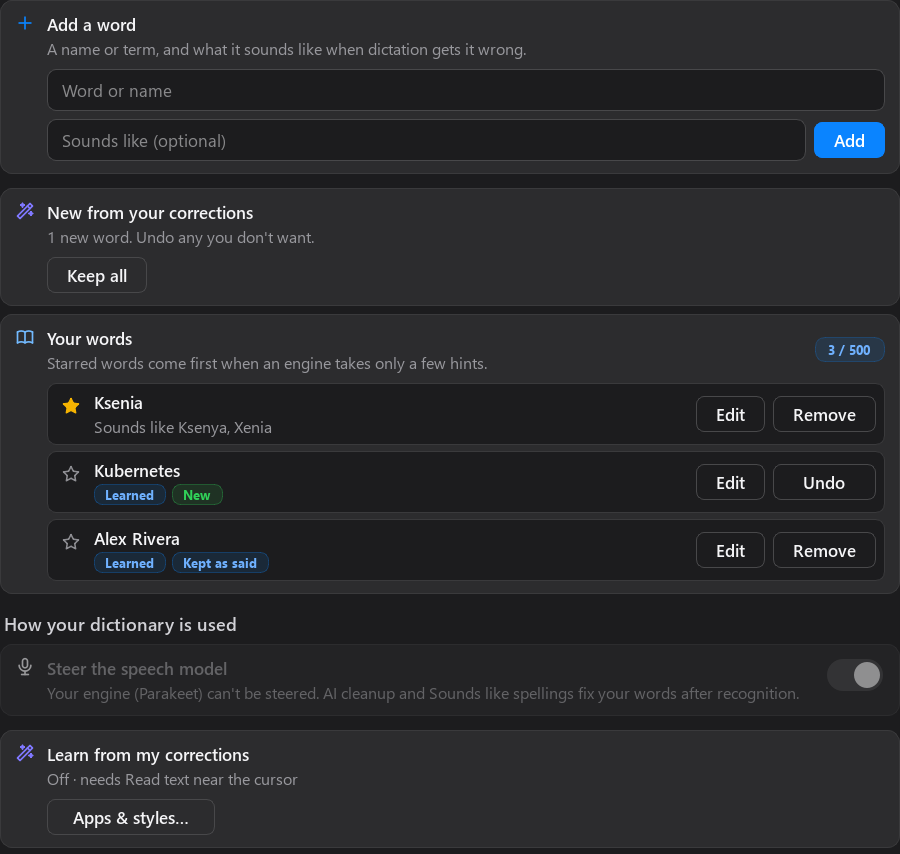 Add a word
A name or term, and what it sounds like when dictation gets it wrong.
Word or name
Sounds like (optional)
Add
New from your corrections
1 new word. Undo any you don't want.
Keep all
Your words
Starred words come first when an engine takes only a few hints.
3 / 500
Ksenia
Sounds like Ksenya, Xenia
Edit
Remove
Kubernetes
Learned
New
Edit
Undo
Alex Rivera
Learned
Kept as said
Edit
Remove
How your dictionary is used
Steer the speech model
Your engine (Parakeet) can't be steered. AI cleanup and Sounds like spellings fix your words after recognition.
Learn from my corrections
Off · needs Read text near the cursor
Apps & styles...